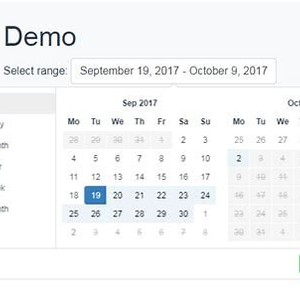 Demo
Select range: September 19, 2017 - October 9, 2017
Sep 2017
Oc
Mo Tu We Th Fr Sa Su
Mo Tu We
28 29 30 31 1 2 3
25 26 27
4 5 6 7 8 9 10
2 3 4
11 12 13 14 15 16 17
9 10 11
18 19 20 21 22 23 24
16 17 18
25 26 27 28 29 30 1
23 24 25
2 3 4 5 6 7 8
30 31 1